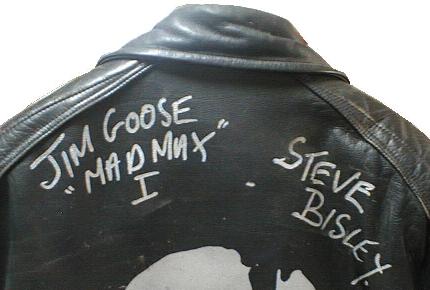 JIM GOOSE
"MAD MAX"
I
STEVE
BISLEY